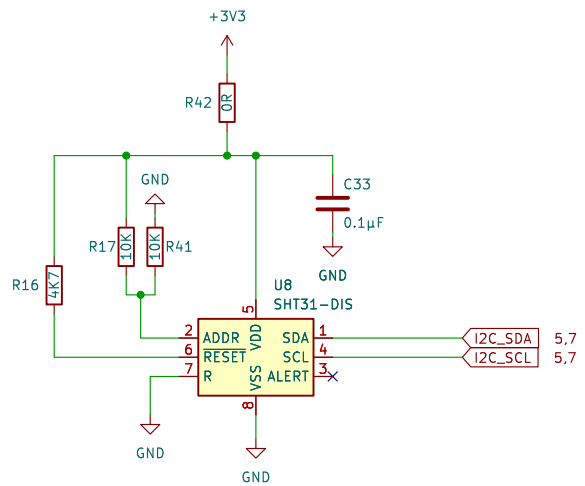 +3V3
R42
0R
GND
C33
0.1µF
GND
R17
10K
10K
R41
R16
4K7
U8
SHT31-DIS
5
VDD
2
ADDR
SDA
1
I2C_SDA
5,7
6
RESET
SCL
4
I2C_SCL
5,7
7
R
ALERT
3
VSS
8
GND
GND